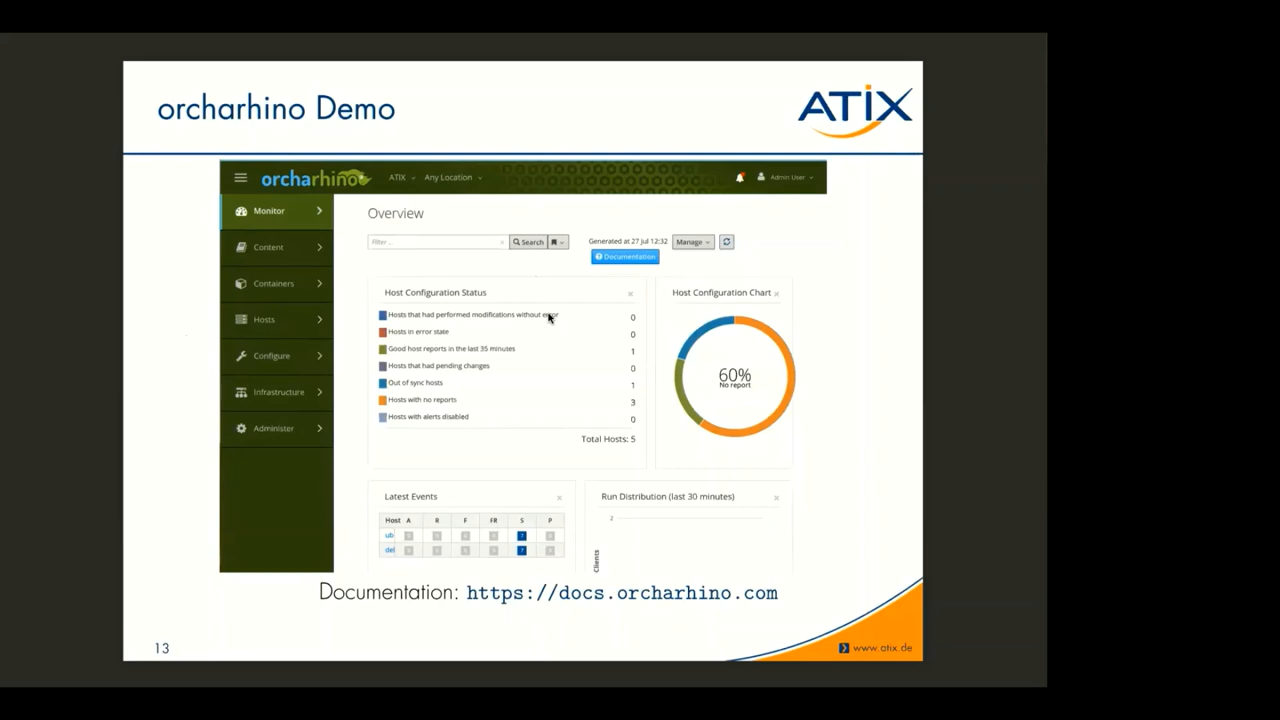 orcharhino Demo
ATIX
orcharhino ATIX Any Location Admin User
Monitor
Content
Containers
Hosts
Configure
Infrastructure
Administer
Overview
Filter ... Search Generated at 27 Jul 12:32 Manage
Documentation
Host Configuration Status
Hosts that had performed modifications without error 0
Hosts in error state 0
Good host reports in the last 35 minutes 1
Hosts that had pending changes 0
Out of sync hosts 1
Hosts with no reports 3
Hosts with alerts disabled 0
Total Hosts: 5
Host Configuration Chart
60%
No report
Latest Events
Host A R F FR S P
ub
del
Run Distribution (last 30 minutes)
2
Clients
Documentation: https://docs.orcharhino.com
13
www.atix.de